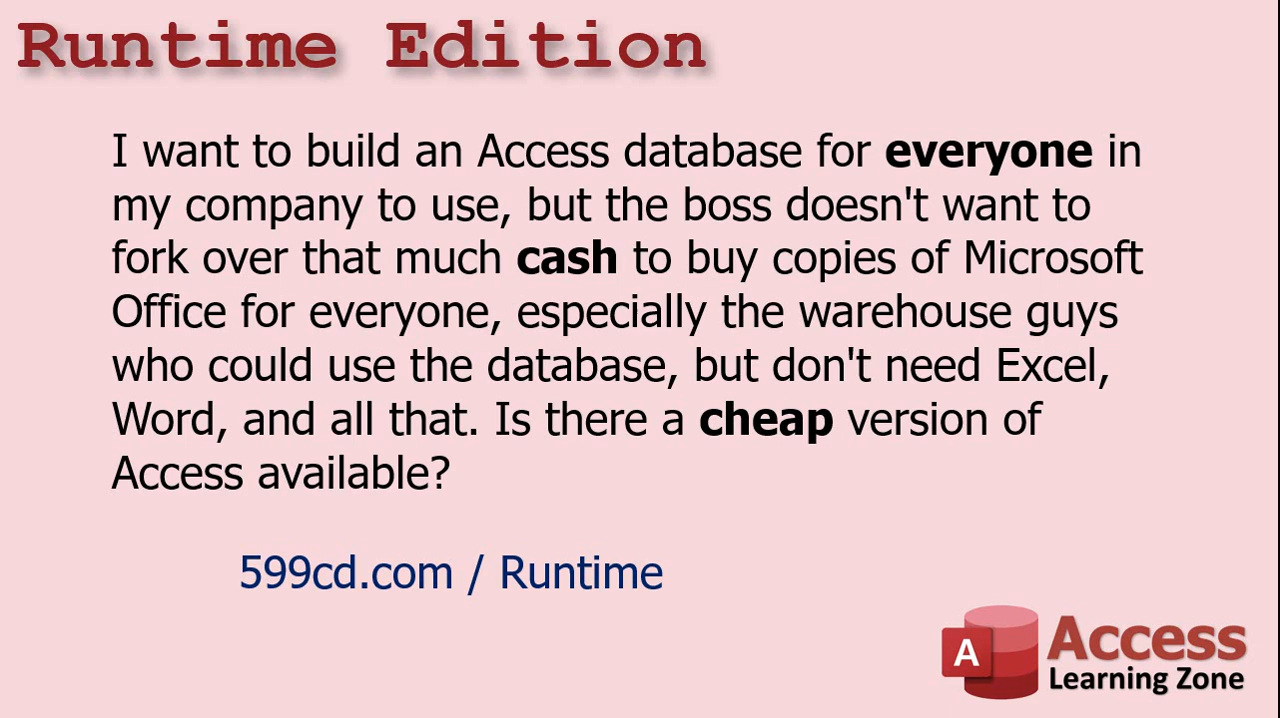 Runtime Edition
I want to build an Access database for everyone in
my company to use, but the boss doesn't want to
fork over that much cash to buy copies of Microsoft
Office for everyone, especially the warehouse guys
who could use the database, but don't need Excel,
Word, and all that. Is there a cheap version of
Access available?
599cd.com / Runtime
A
Access
Learning Zone